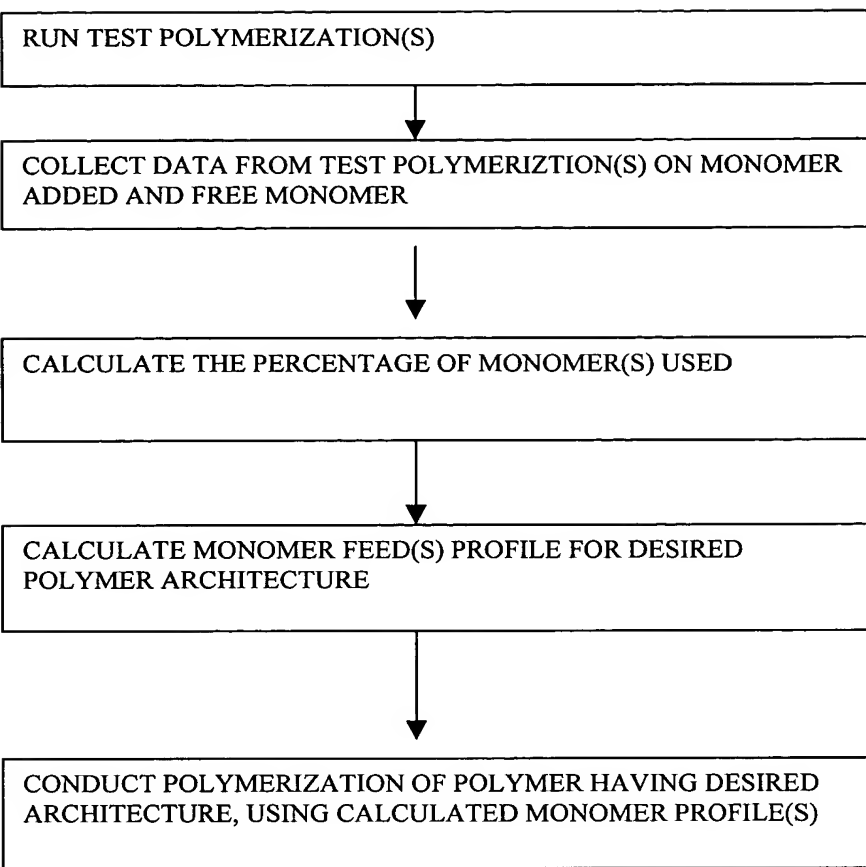 RUN TEST POLYMERIZATION(S)
COLLECT DATA FROM TEST POLYMERIZTION(S) ON MONOMER
ADDED AND FREE MONOMER
CALCULATE THE PERCENTAGE OF MONOMER(S) USED
CALCULATE MONOMER FEED(S) PROFILE FOR DESIRED
POLYMER ARCHITECTURE
CONDUCT POLYMERIZATION OF POLYMER HAVING DESIRED
ARCHITECTURE, USING CALCULATED MONOMER PROFILE(S)